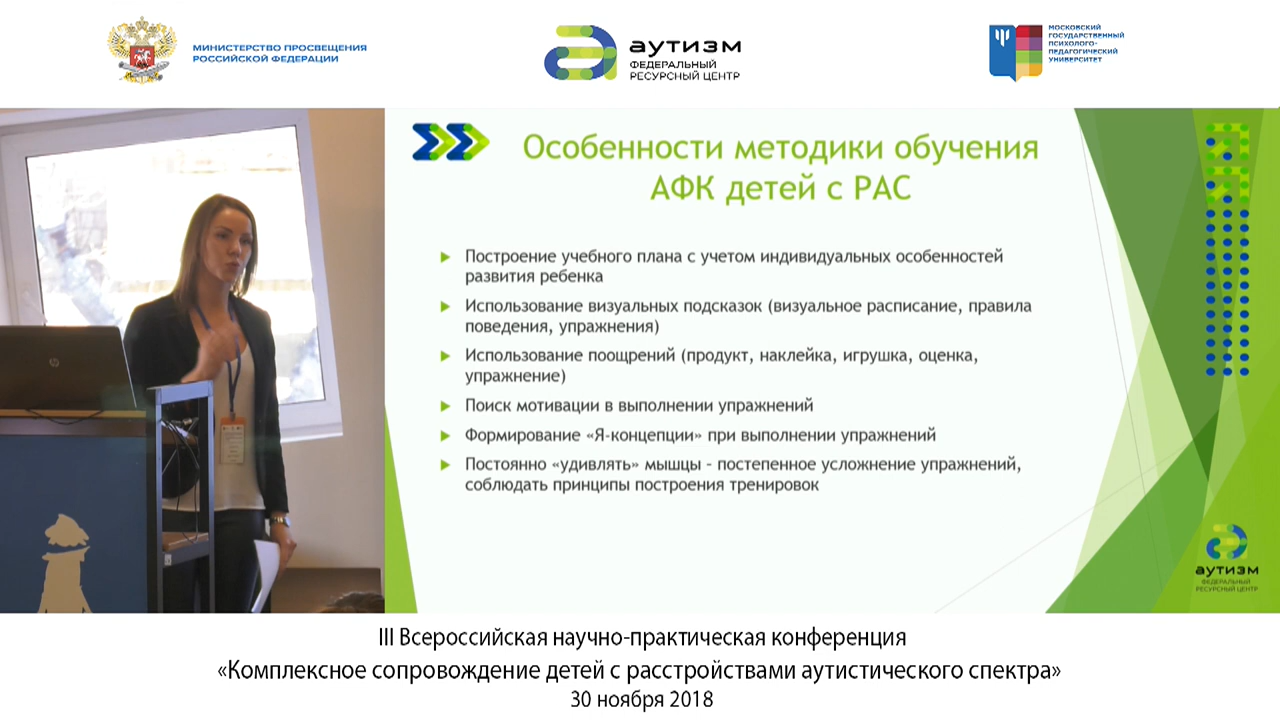 МИНИСТЕРСТВО ПРОСВЕЩЕНИЯ
РОССИЙСКОЙ ФЕДЕРАЦИИ
аутизм
ФЕДЕРАЛЬНЫЙ
РЕСУРСНЫЙ ЦЕНТР
МОСКОВСКИЙ
ГОСУДАРСТВЕННЫЙ
ПСИХОЛОГО-
ПЕДАГОГИЧЕСКИЙ
УНИВЕРСИТЕТ
Особенности методики обучения
АФК детей с РАС
Построение учебного плана с учетом индивидуальных особенностей
развития ребенка
Использование визуальных подсказок (визуальное расписание, правила
поведения, упражнения)
Использование поощрений (продукт, наклейка, игрушка, оценка,
упражнение)
Поиск мотивации в выполнении упражнений
Формирование «Я-концепции» при выполнении упражнений
Постоянно «удивлять» мышцы – постепенное усложнение упражнений,
соблюдать принципы построения тренировок
аутизм
ФЕДЕРАЛЬНЫЙ
РЕСУРСНЫЙ ЦЕНТР
III Всероссийская научно-практическая конференция
«Комплексное сопровождение детей с расстройствами аутистического спектра»
30 ноября 2018